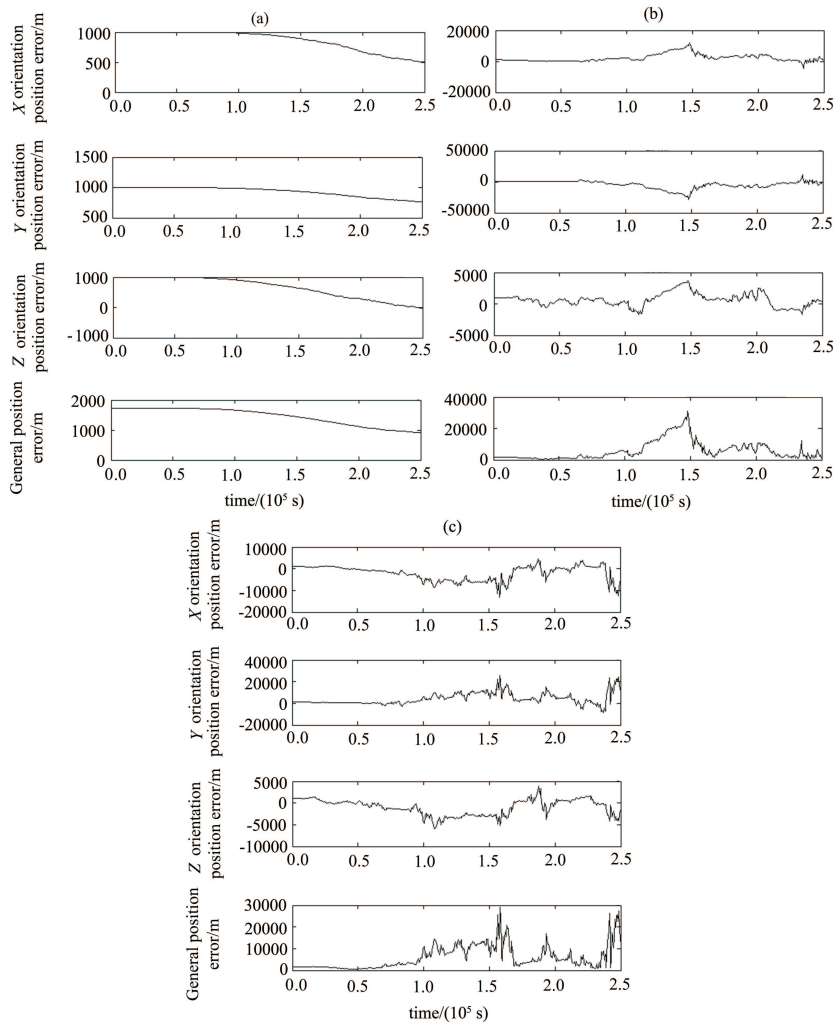 (a)
X orientation
position error/m
1000
500
0
0.0 0.5 1.0 1.5 2.0 2.5
Y orientation
position error/m
1500
1000
500
0.0 0.5 1.0 1.5 2.0 2.5
Z orientation
position error/m
1000
0
-1000
0.0 0.5 1.0 1.5 2.0 2.5
General position
error/m
2000
1000
0
0.0 0.5 1.0 1.5 2.0 2.5
time/(10⁵ s)
(b)
20000
0
-20000
0.0 0.5 1.0 1.5 2.0 2.5
50000
0
-50000
0.0 0.5 1.0 1.5 2.0 2.5
5000
0
-5000
0.0 0.5 1.0 1.5 2.0 2.5
40000
20000
0
0.0 0.5 1.0 1.5 2.0 2.5
time/(10⁵ s)
(c)
X orientation
position error/m
10000
0
-10000
-20000
0.0 0.5 1.0 1.5 2.0 2.5
Y orientation
position error/m
40000
20000
0
-20000
0.0 0.5 1.0 1.5 2.0 2.5
Z orientation
position error/m
5000
0
-5000
-10000
0.0 0.5 1.0 1.5 2.0 2.5
General position
error/m
30000
20000
10000
0
0.0 0.5 1.0 1.5 2.0 2.5
time/(10⁵ s)